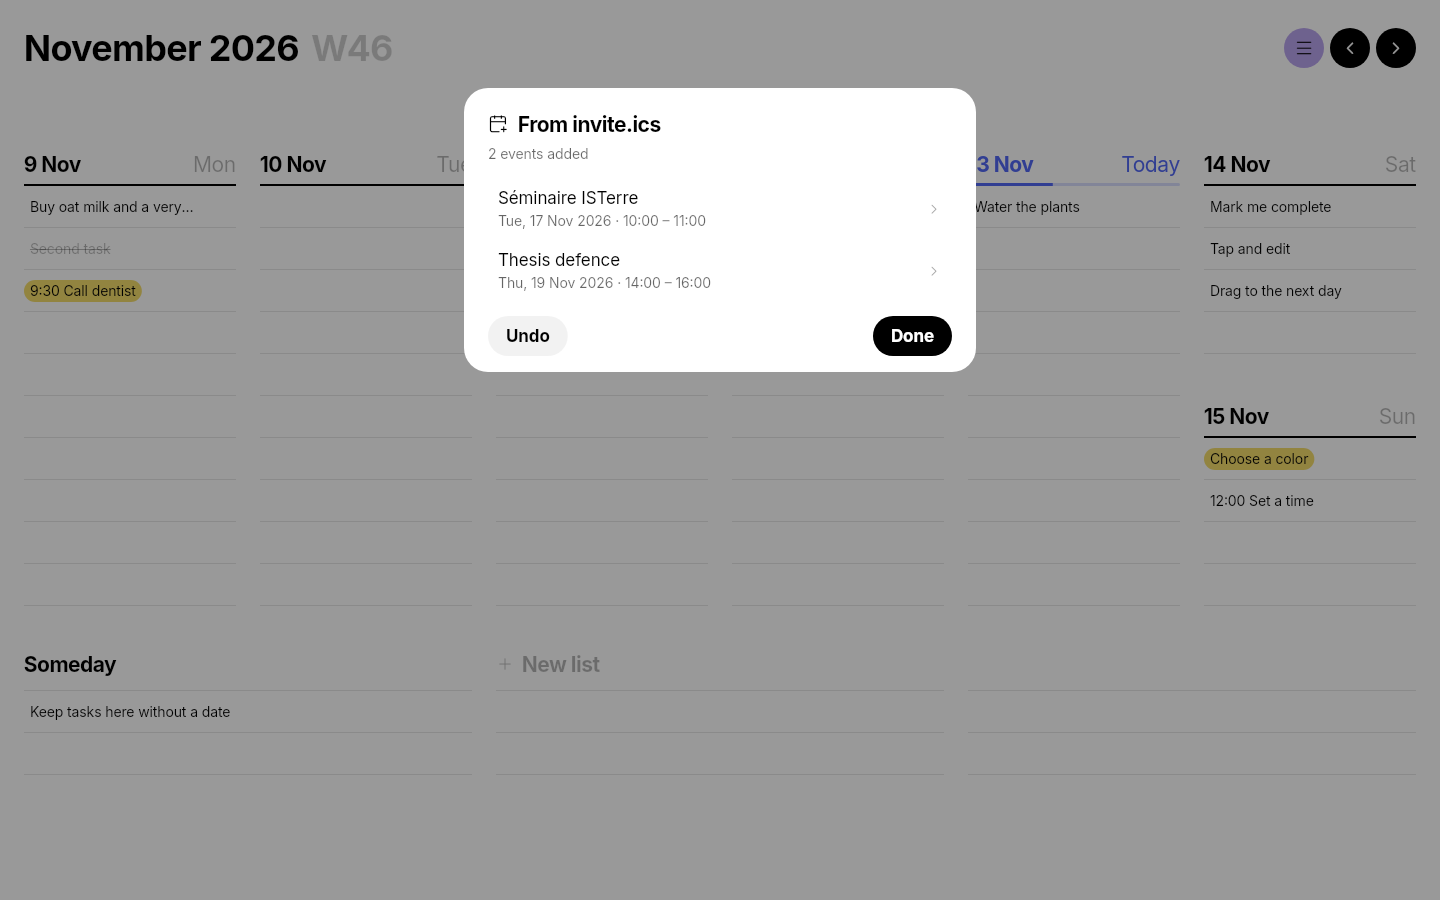 November 2026 W46
From invite.ics
2 events added
Séminaire ISTerre
Tue, 17 Nov 2026 · 10:00 – 11:00
Thesis defence
Thu, 19 Nov 2026 · 14:00 – 16:00
Undo
Done
9 Nov Mon
Buy oat milk and a very...
Second task
9:30 Call dentist
10 Nov Tue
3 Nov Today
Water the plants
14 Nov Sat
Mark me complete
Tap and edit
Drag to the next day
15 Nov Sun
Choose a color
12:00 Set a time
Someday
Keep tasks here without a date
+ New list